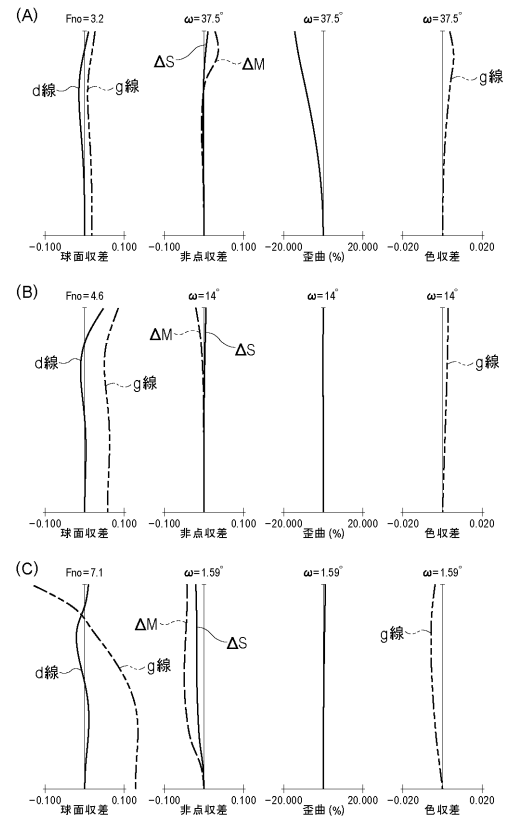 (A)
Fno=3.2 ω=37.5° ω=37.5° ω=37.5°
d線 g線 ΔS ΔM g線
-0.100 0.100 -0.100 0.100 -20.000 20.000 -0.020 0.020
球面収差 非点収差 歪曲(%) 色収差
(B)
Fno=4.6 ω=14° ω=14° ω=14°
d線 g線 ΔM ΔS g線
-0.100 0.100 -0.100 0.100 -20.000 20.000 -0.020 0.020
球面収差 非点収差 歪曲(%) 色収差
(C)
Fno=7.1 ω=1.59° ω=1.59° ω=1.59°
d線 g線 ΔM ΔS g線
-0.100 0.100 -0.100 0.100 -20.000 20.000 -0.020 0.020
球面収差 非点収差 歪曲(%) 色収差